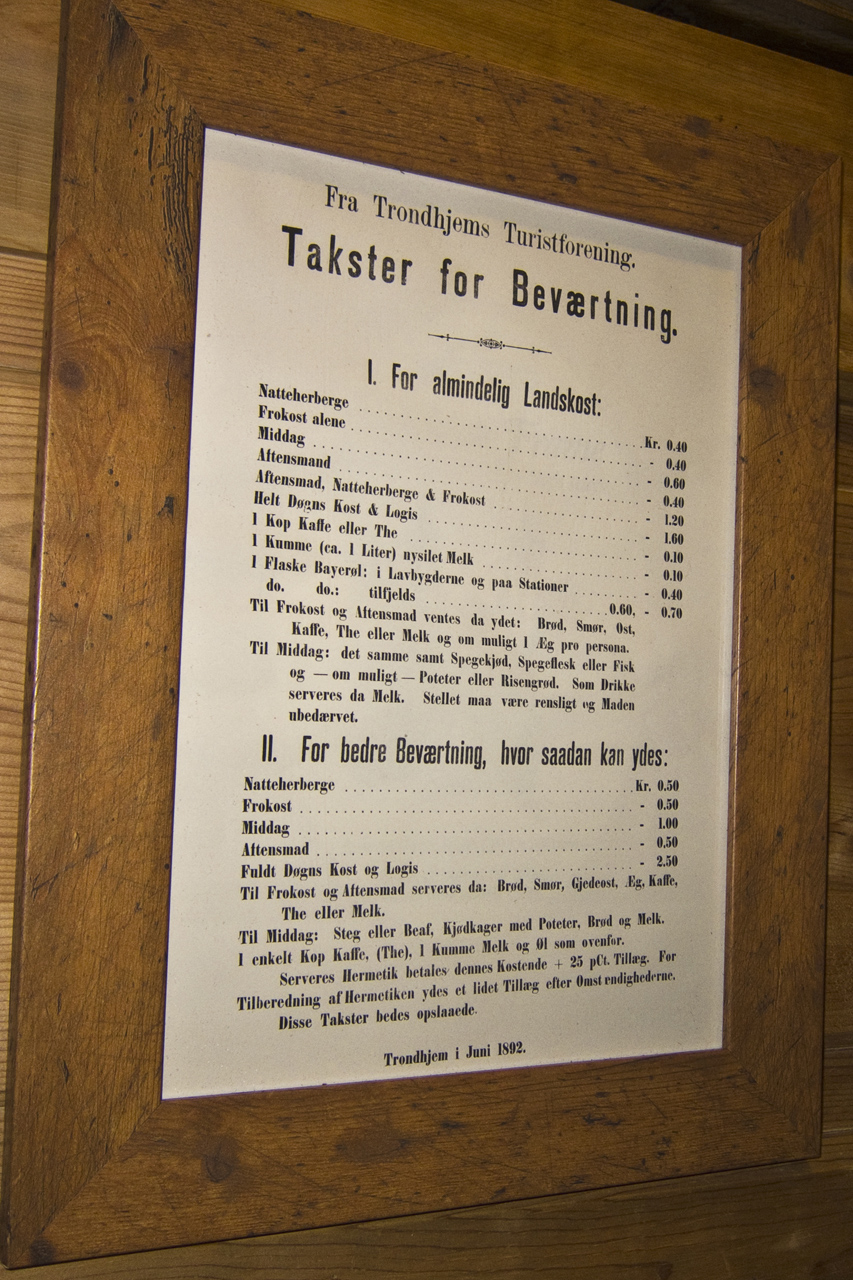 Fra Trondhjems Turistforening.
Takster for Beværtning.
I. For almindelig Landskost:
Natteherberge . . . . . . . . . . . . . . . . . . . . Kr. 0.40
Frokost alene . . . . . . . . . . . . . . . . . . . . - 0.40
Middag . . . . . . . . . . . . . . . . . . . . - 0.60
Aftensmand . . . . . . . . . . . . . . . . . . . . - 0.40
Aftensmad, Natteherberge & Frokost . . . . . . . . . . - 1.20
Helt Døgns Kost & Logis . . . . . . . . . . . . . . . - 1.60
1 Kop Kaffe eller The . . . . . . . . . . . . . . . - 0.10
1 Kumme (ca. 1 Liter) nysilet Melk . . . . . . . . . . - 0.10
1 Flaske Bayerøl: i Lavbygderne og paa Stationer . . . . . - 0.40
do. do.: tilfjelds . . . . . . . . . . . . . . . 0.60, - 0.70
Til Frokost og Aftensmad ventes da ydet: Brød, Smør, Ost,
Kaffe, The eller Melk og om muligt 1 Æg pro persona.
Til Middag: det samme samt Spegekjød, Spegeflesk eller Fisk
og — om muligt — Poteter eller Risengrød. Som Drikke
serveres da Melk. Stellet maa være rensligt og Maden
ubedærvet.
II. For bedre Beværtning, hvor saadan kan ydes:
Natteherberge . . . . . . . . . . . . . . . . . . . . Kr. 0.50
Frokost . . . . . . . . . . . . . . . . . . . . - 0.50
Middag . . . . . . . . . . . . . . . . . . . . - 1.00
Aftensmad . . . . . . . . . . . . . . . . . . . . - 0.50
Fuldt Døgns Kost og Logis . . . . . . . . . . . . . . . - 2.50
Til Frokost og Aftensmad serveres da: Brød, Smør, Gjedeost, Æg, Kaffe,
The eller Melk.
Til Middag: Steg eller Beaf, Kjødkager med Poteter, Brød og Melk.
1 enkelt Kop Kaffe, (The), 1 Kumme Melk og Øl som ovenfor.
Serveres Hermetik betales dennes Kostende + 25 pCt. Tillæg. For
Tilberedning af Hermetiken ydes et lidet Tillæg efter Omstændighederne.
Disse Takster bedes opslaaede.
Trondhjem i Juni 1892.